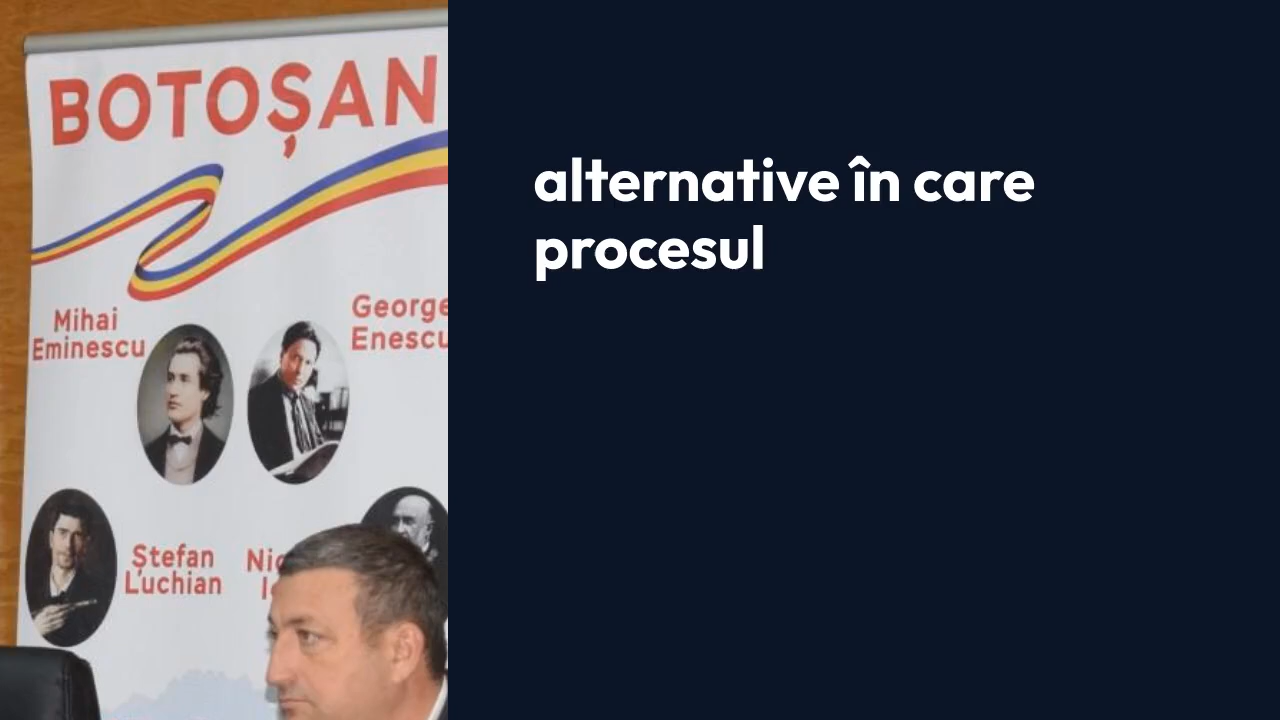 BOTOȘAN
Mihai
Eminescu
George
Enescu
Ștefan
Luchian
alternative în care
procesul